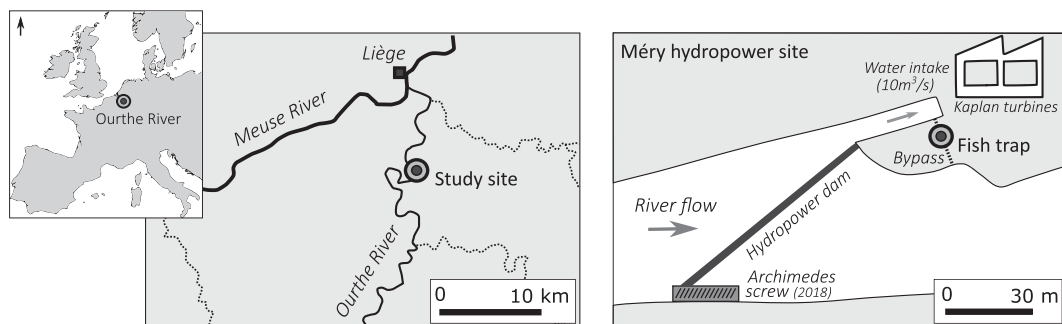 Ourthe River
Liège
Meuse River
Study site
Ourthe River
0 10 km
Méry hydropower site
Water intake
(10m³/s)
Kaplan turbines
Fish trap
Bypass
River flow
Hydropower dam
Archimedes
screw (2018)
0 30 m